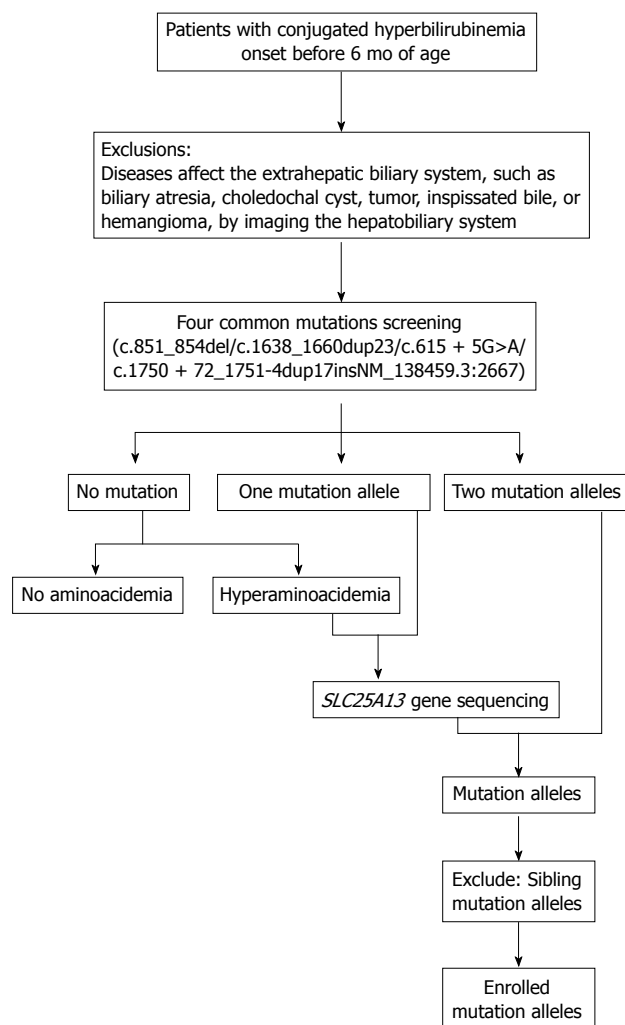 Patients with conjugated hyperbilirubinemia
onset before 6 mo of age
Exclusions:
Diseases affect the extrahepatic biliary system, such as
biliary atresia, choledochal cyst, tumor, inspissated bile, or
hemangioma, by imaging the hepatobiliary system
Four common mutations screening
(c.851_854del/c.1638_1660dup23/c.615 + 5G>A/
c.1750 + 72_1751-4dup17insNM_138459.3:2667)
No mutation
One mutation allele
Two mutation alleles
No aminoacidemia
Hyperaminoacidemia
SLC25A13 gene sequencing
Mutation alleles
Exclude: Sibling
mutation alleles
Enrolled
mutation alleles